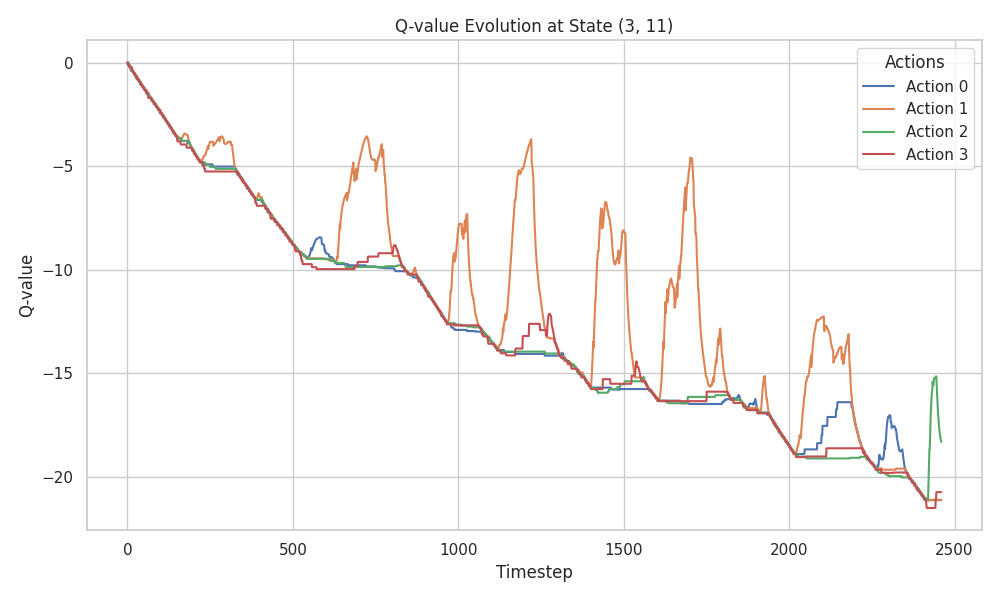 Q-value Evolution at State (3, 11)
Actions
Action 0
Action 1
Action 2
Action 3
Q-value
0
−5
−10
−15
−20
0
500
1000
1500
2000
2500
Timestep